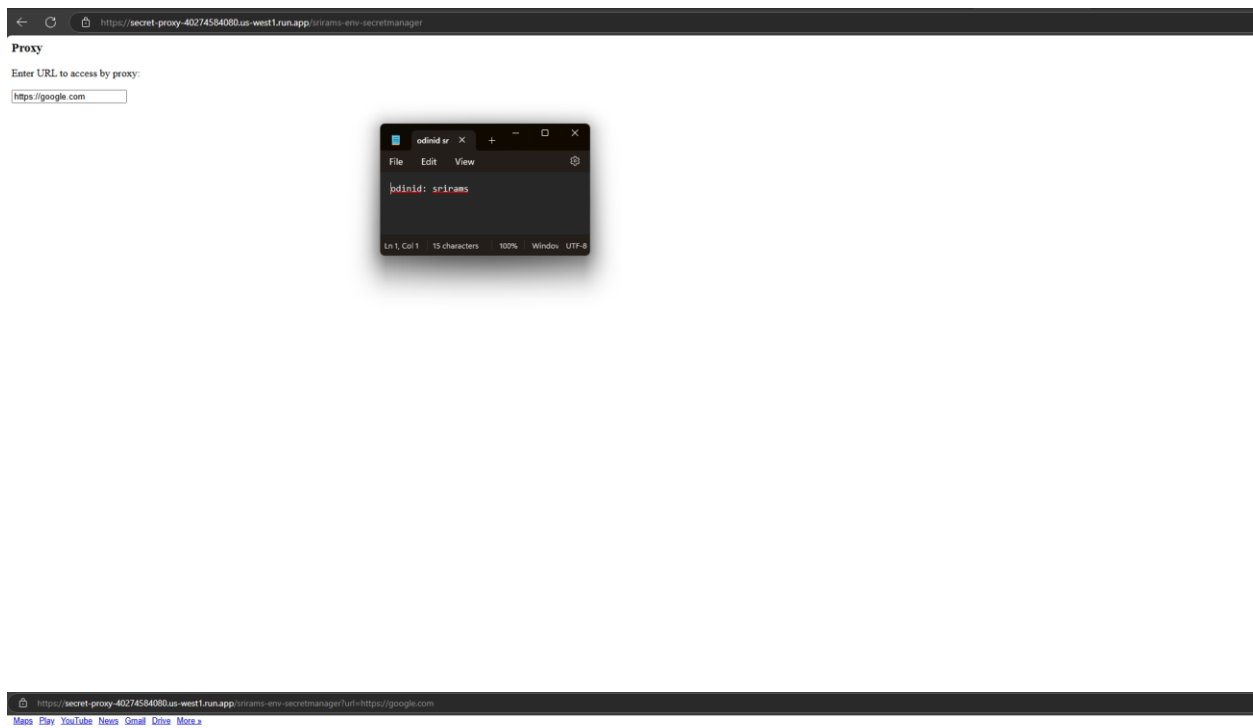 https://secret-proxy-40274584080.us-west1.run.app/srirams-env-secretmanager
Proxy
Enter URL to access by proxy:
https://google.com
odinid sr
File Edit View
odinid: srirams
Ln 1, Col 1 15 characters 100% Window UTF-8
https://secret-proxy-40274584080.us-west1.run.app/srirams-env-secretmanager?url=https://google.com
Maps Play YouTube News Gmail Drive More »